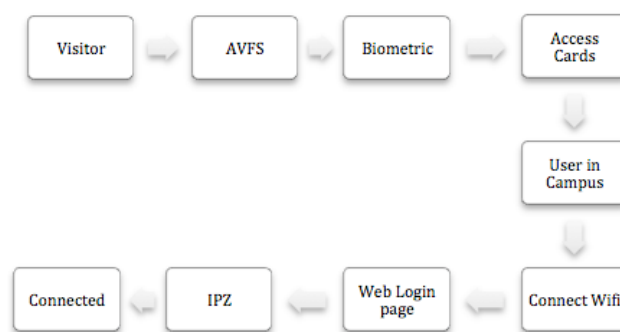 Visitor
AVFS
Biometric
Access
Cards
User in
Campus
Connect Wifi
Web Login
page
IPZ
Connected